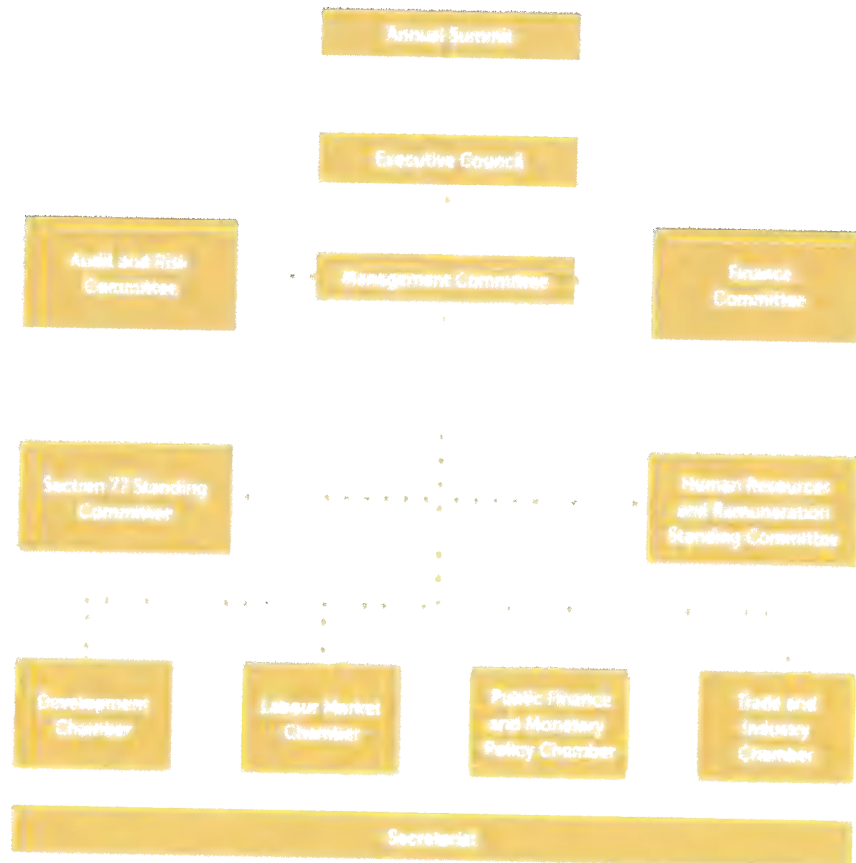 Annual Summit
Executive Council
Audit and Risk
Committee
Management Committee
Finance
Committee
Section 77 Standing
Committee
Human Resources
and Remuneration
Standing Committee
Development
Chamber
Labour Market
Chamber
Public Finance
and Monetary
Policy Chamber
Trade and
Industry
Chamber
Secretariat